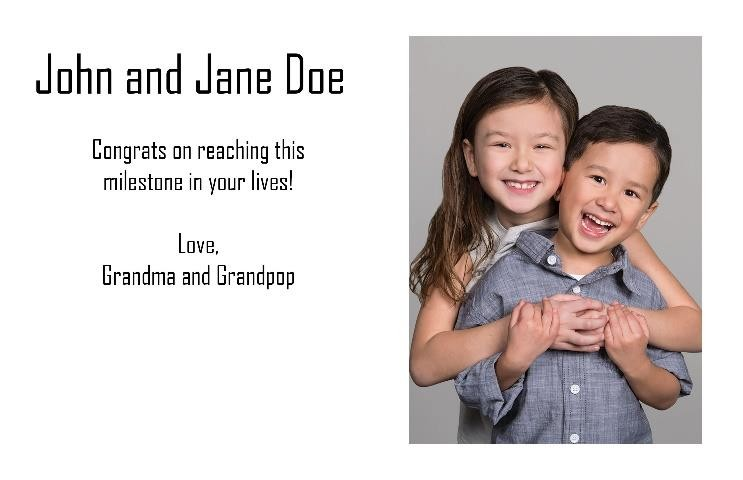 John and Jane Doe
Congrats on reaching this
milestone in your lives!
Love,
Grandma and Grandpop